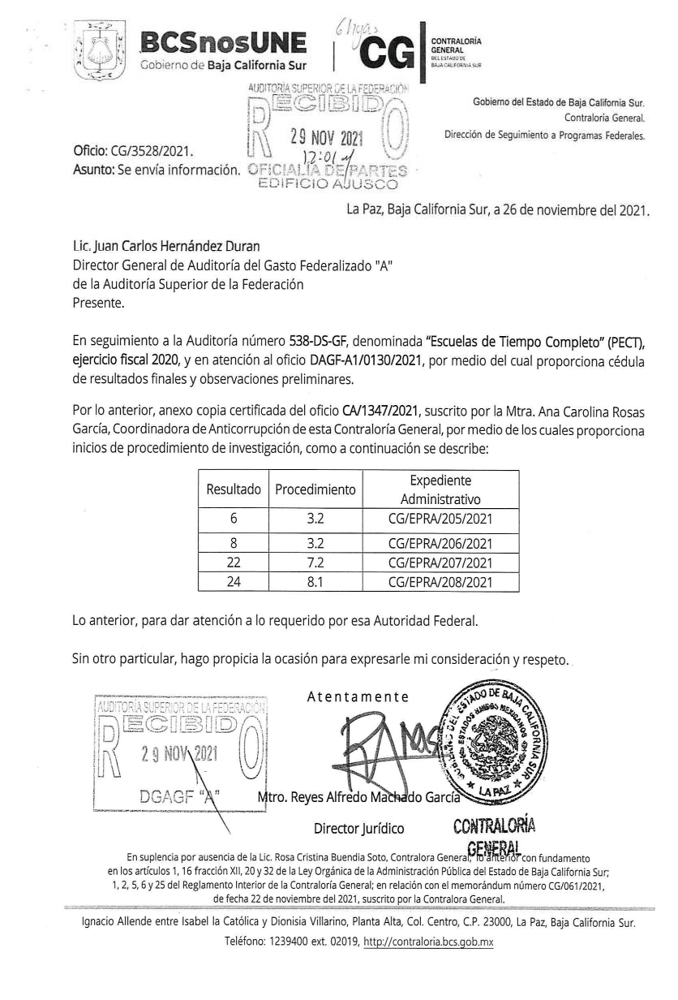 6 hojas
BCSnosUNE
Gobierno de Baja California Sur
CG
CONTRALORÍA
GENERAL
DEL ESTADO DE
BAJA CALIFORNIA SUR
AUDITORÍA SUPERIOR DE LA FEDERACIÓN
RECIBIDO
29 NOV 2021
12:01
OFICIALÍA DE PARTES
EDIFICIO AJUSCO
Gobierno del Estado de Baja California Sur.
Contraloría General.
Dirección de Seguimiento a Programas Federales.
Oficio: CG/3528/2021.
Asunto: Se envía información.
La Paz, Baja California Sur, a 26 de noviembre del 2021.
Lic. Juan Carlos Hernández Duran
Director General de Auditoría del Gasto Federalizado "A"
de la Auditoría Superior de la Federación
Presente.
En seguimiento a la Auditoría número 538-DS-GF, denominada “Escuelas de Tiempo Completo” (PECT),
ejercicio fiscal 2020, y en atención al oficio DAGF-A1/0130/2021, por medio del cual proporciona cédula
de resultados finales y observaciones preliminares.
Por lo anterior, anexo copia certificada del oficio CA/1347/2021, suscrito por la Mtra. Ana Carolina Rosas
García, Coordinadora de Anticorrupción de esta Contraloría General, por medio de los cuales proporciona
inicios de procedimiento de investigación, como a continuación se describe:
Resultado Procedimiento Expediente
Administrativo
6 3.2 CG/EPRA/205/2021
8 3.2 CG/EPRA/206/2021
22 7.2 CG/EPRA/207/2021
24 8.1 CG/EPRA/208/2021
Lo anterior, para dar atención a lo requerido por esa Autoridad Federal.
Sin otro particular, hago propicia la ocasión para expresarle mi consideración y respeto.
AUDITORÍA SUPERIOR DE LA FEDERACIÓN
RECIBIDO
29 NOV 2021
DGAGF "A"
Atentamente
GOBIERNO DEL ESTADO DE BAJA CALIFORNIA SUR
ESTADOS UNIDOS MEXICANOS
LA PAZ
Mtro. Reyes Alfredo Machado García
Director Jurídico
CONTRALORÍA
GENERAL
En suplencia por ausencia de la Lic. Rosa Cristina Buendia Soto, Contralora General, lo anterior con fundamento
en los artículos 1, 16 fracción XII, 20 y 32 de la Ley Orgánica de la Administración Pública del Estado de Baja California Sur;
1, 2, 5, 6 y 25 del Reglamento Interior de la Contraloría General; en relación con el memorándum número CG/061/2021,
de fecha 22 de noviembre del 2021, suscrito por la Contralora General.
Ignacio Allende entre Isabel la Católica y Dionisia Villarino, Planta Alta, Col. Centro, C.P. 23000, La Paz, Baja California Sur.
Teléfono: 1239400 ext. 02019, http://contraloria.bcs.gob.mx